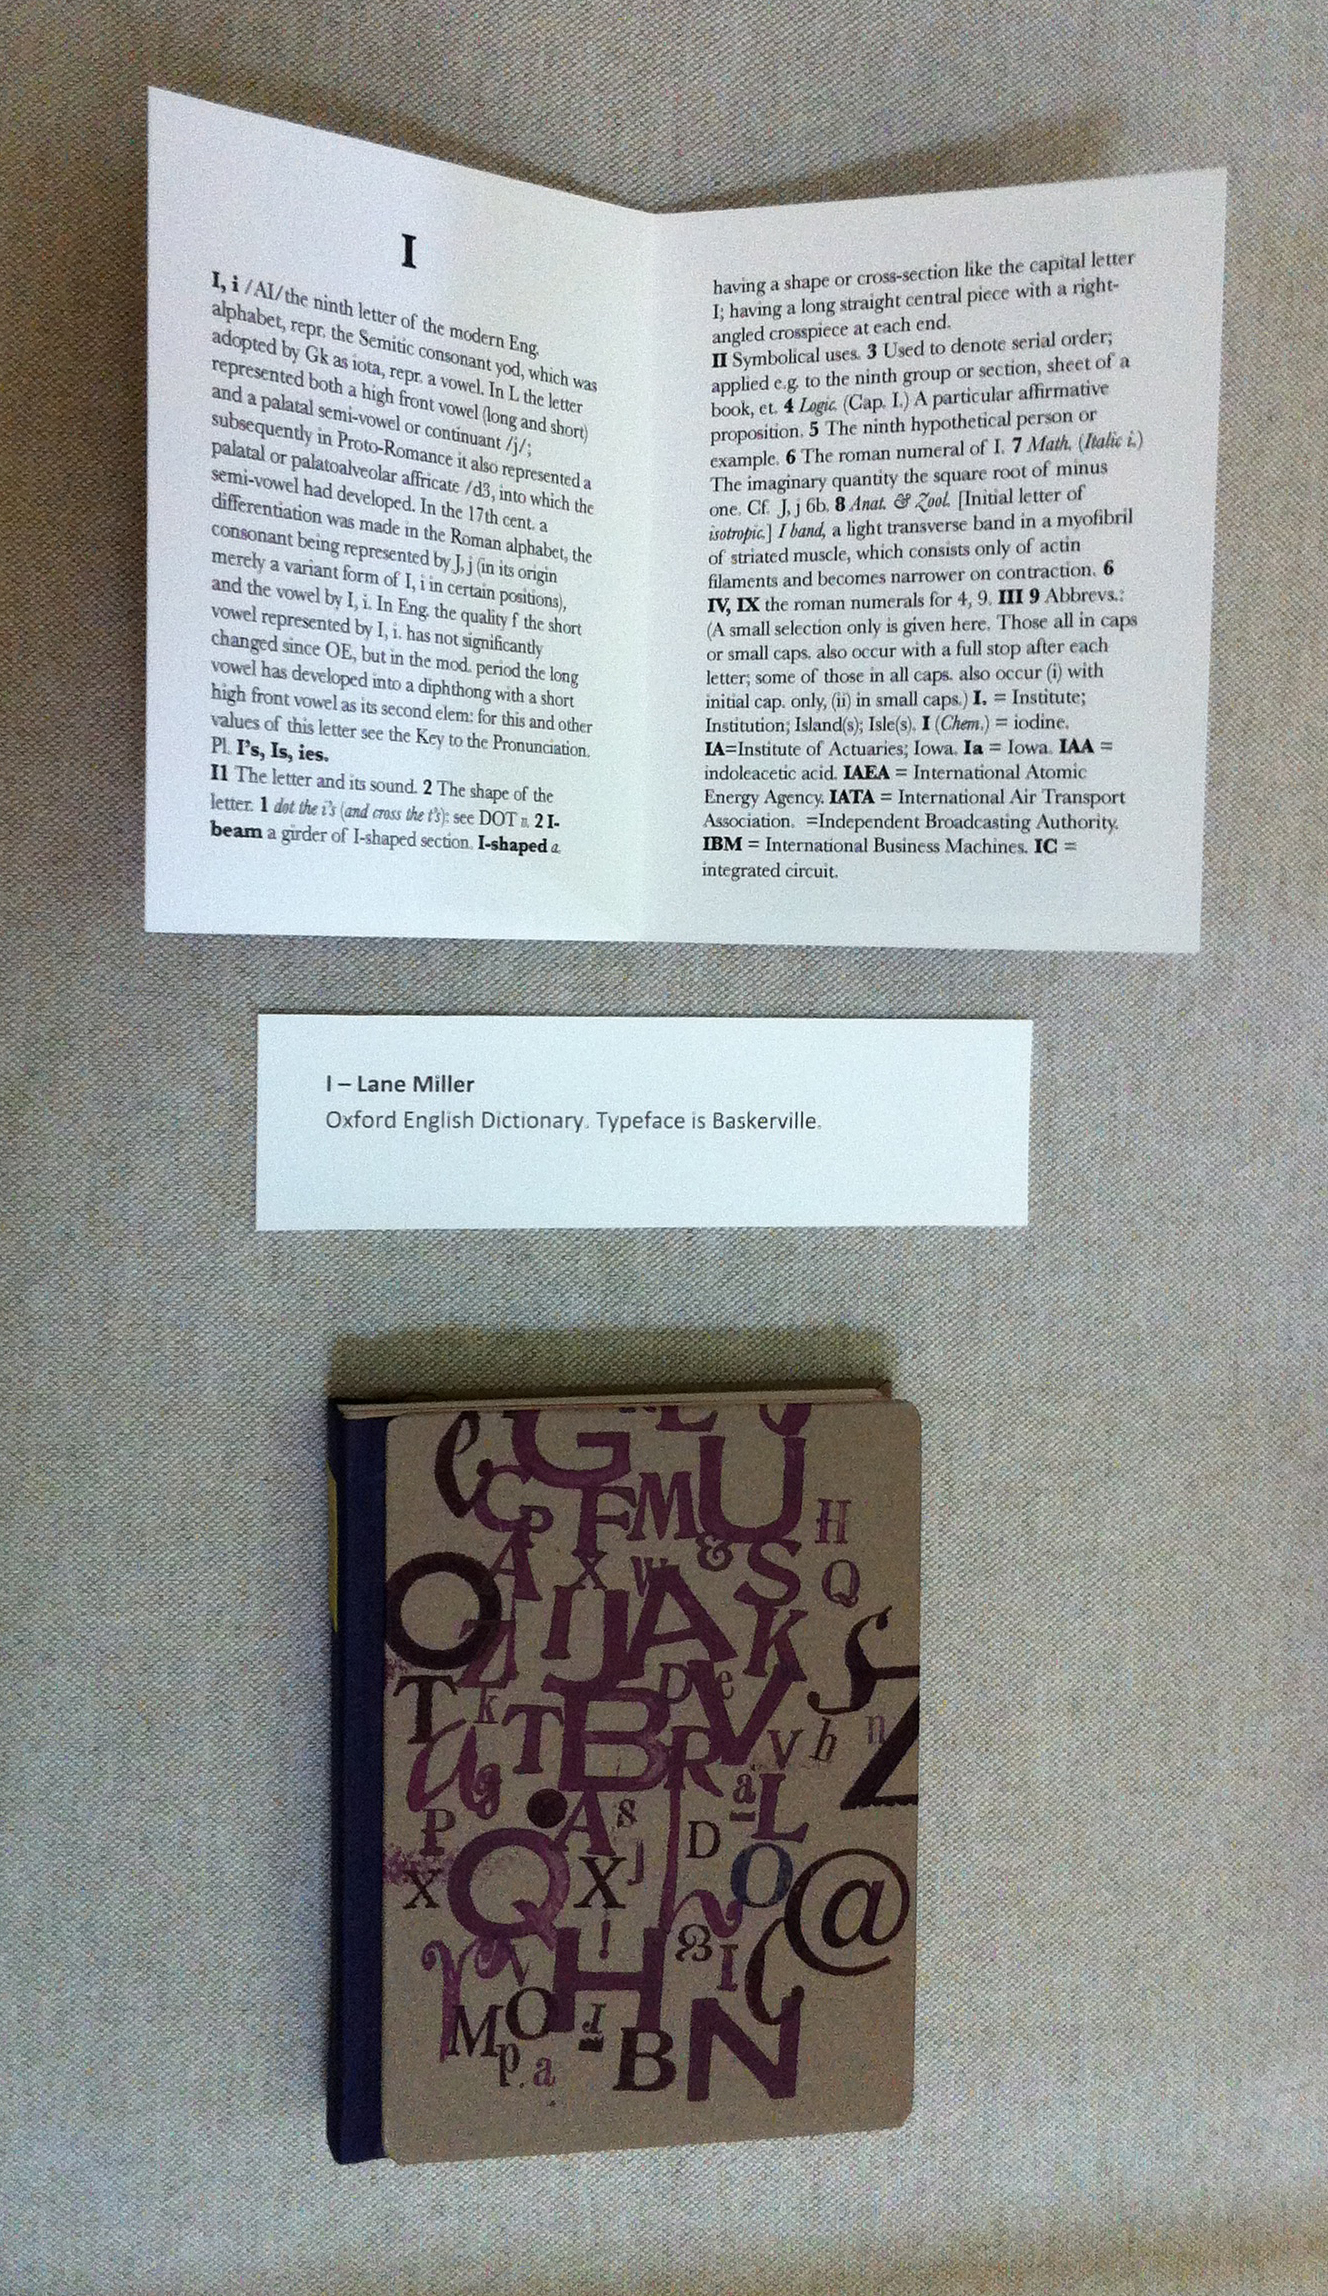 I
I, i /AI/the ninth letter of the modern Eng.
alphabet, repr. the Semitic consonant yod, which was
adopted by Gk as iota, repr. a vowel. In L the letter
represented both a high front vowel (long and short)
and a palatal semi-vowel or continuant /j/;
subsequently in Proto-Romance it also represented a
palatal or palatoalveolar affricate /d3, into which the
semi-vowel had developed. In the 17th cent. a
differentiation was made in the Roman alphabet, the
consonant being represented by J, j (in its origin
merely a variant form of I, i in certain positions),
and the vowel by I, i. In Eng. the quality f the short
vowel represented by I, i. has not significantly
changed since OE, but in the mod. period the long
vowel has developed into a diphthong with a short
high front vowel as its second elem: for this and other
values of this letter see the Key to the Pronunciation.
Pl. I's, Is, ies.
I1 The letter and its sound. 2 The shape of the
letter. 1 dot the i's (and cross the t's): see DOT n. 2 I-
beam a girder of I-shaped section. I-shaped a
having a shape or cross-section like the capital letter
I; having a long straight central piece with a right-
angled crosspiece at each end.
II Symbolical uses. 3 Used to denote serial order;
applied e.g. to the ninth group or section, sheet of a
book, et. 4 Logic. (Cap. I.) A particular affirmative
proposition. 5 The ninth hypothetical person or
example. 6 The roman numeral of I. 7 Math. (Italic i.)
The imaginary quantity the square root of minus
one. Cf. J, j 6b. 8 Anat. & Zool. [Initial letter of
isotropic.] I band, a light transverse band in a myofibril
of striated muscle, which consists only of actin
filaments and becomes narrower on contraction. 6
IV, IX the roman numerals for 4, 9. III 9 Abbrevs.:
(A small selection only is given here. Those all in caps
or small caps. also occur with a full stop after each
letter; some of those in all caps. also occur (i) with
initial cap. only, (ii) in small caps.) I. = Institute;
Institution; Island(s); Isle(s). I (Chem.) = iodine.
IA=Institute of Actuaries; Iowa. Ia = Iowa. IAA =
indoleacetic acid. IAEA = International Atomic
Energy Agency. IATA = International Air Transport
Association. =Independent Broadcasting Authority.
IBM = International Business Machines. IC =
integrated circuit.
I – Lane Miller
Oxford English Dictionary. Typeface is Baskerville.
G
e C P F M U H
A X w & S Q
O Z I J A K
T k T B D e V
R V b n Z
P A s a L
X Q X j D O @
! I C
M O H I B N
p. a